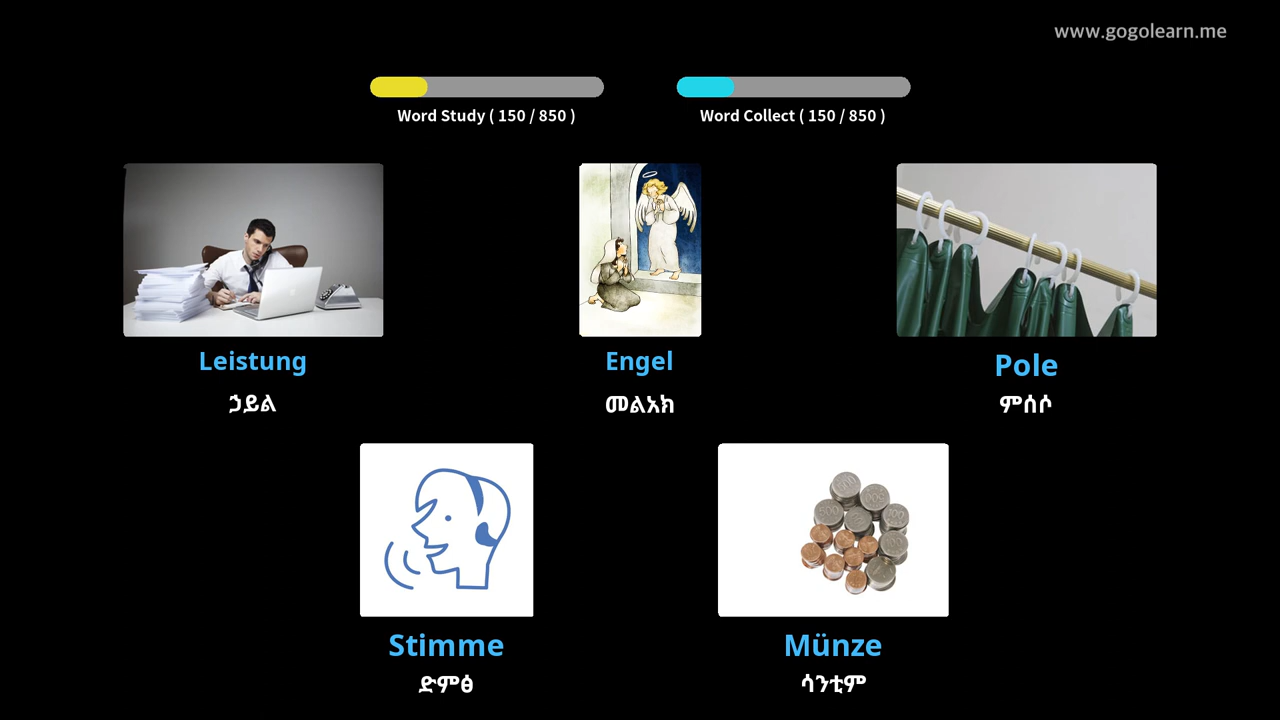 www.gogolearn.me
Word Study ( 150 / 850 )
Word Collect ( 150 / 850 )
Leistung
ኃይል
Engel
መልአክ
Pole
ምሰሶ
Stimme
ድምፅ
Münze
ሳንቲም